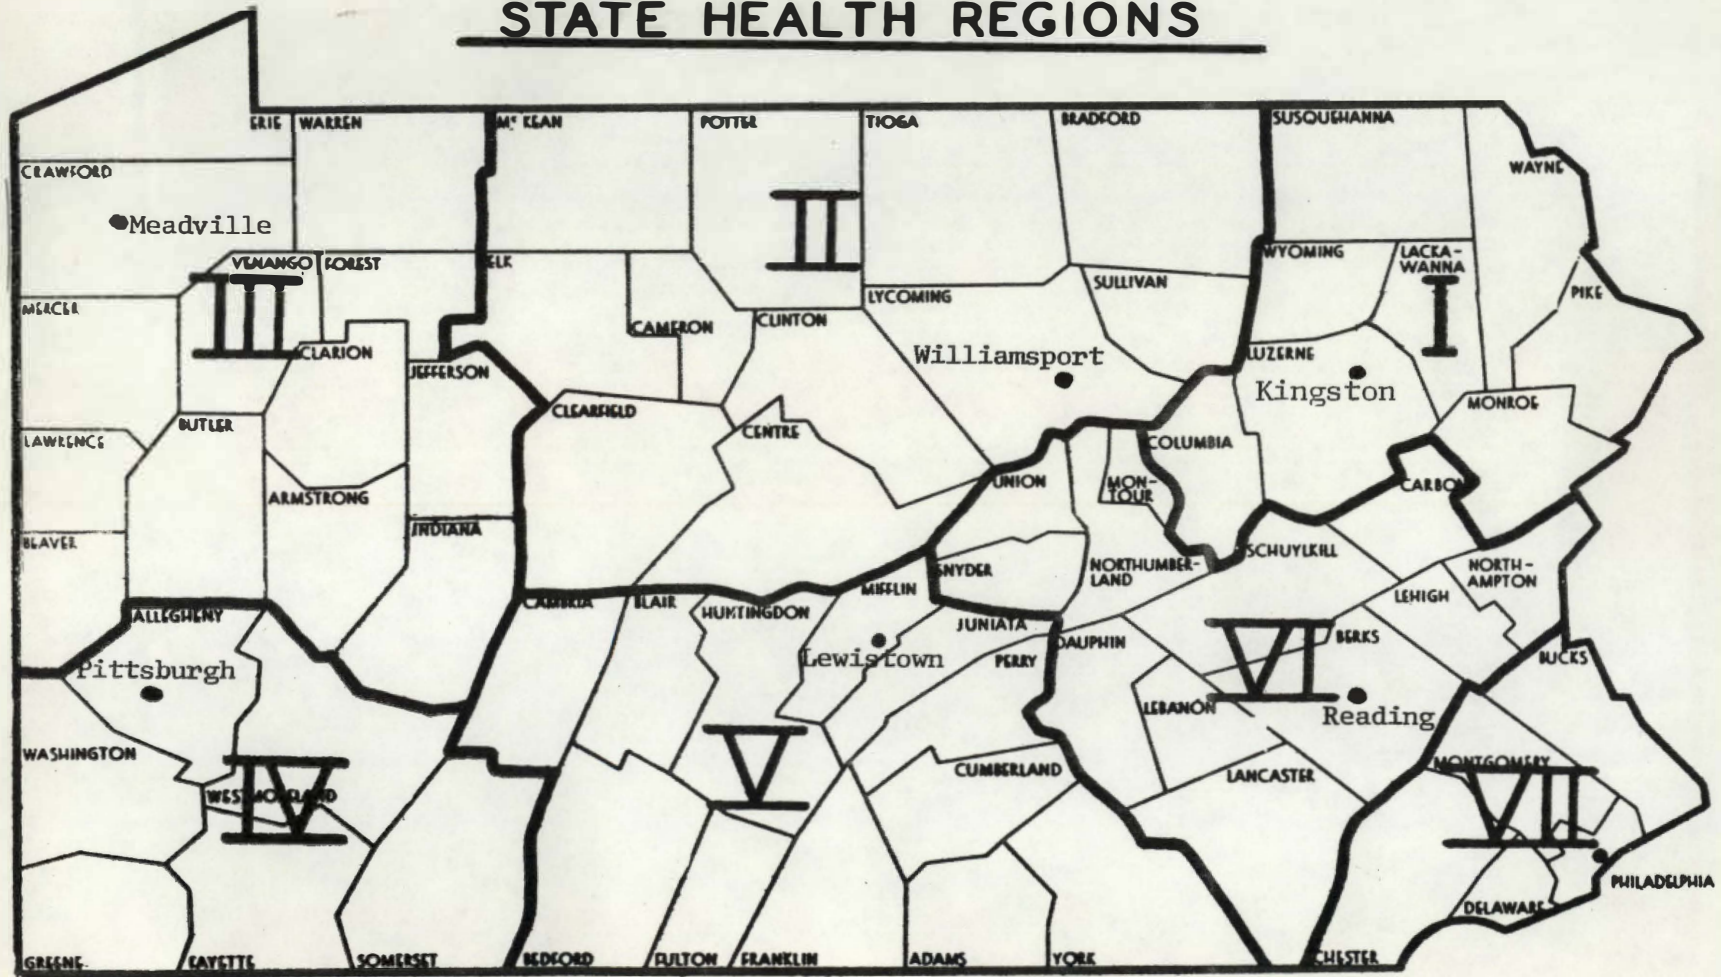 STATE HEALTH REGIONS
ERIE
WARREN
Mc KEAN
POTTER
TIOGA
BRADFORD
SUSQUEHANNA
WAYNE
CRAWFORD
Meadville
II
VENANGO
FOREST
ELK
WYOMING
LACKA-
WANNA
SULLIVAN
LYCOMING
PIKE
MERCER
III
CAMERON
CLINTON
I
CLARION
JEFFERSON
Williamsport
LUZERNE
Kingston
CLEARFIELD
MONROE
BUTLER
CENTRE
LAWRENCE
COLUMBIA
ARMSTRONG
UNION
MON-
TOUR
CARBON
INDIANA
BEAVER
SCHUYLKILL
SNYDER
NORTHUMBER-
LAND
NORTH-
AMPTON
MIFFLIN
LEHIGH
CAMBRIA
BLAIR
HUNTINGDON
ALLEGHENY
JUNIATA
DAUPHIN
BERKS
VI
Pittsburgh
Lewistown
PERRY
BUCKS
LEBANON
Reading
WASHINGTON
V
CUMBERLAND
LANCASTER
MONTGOMERY
IV
WESTMORELAND
VII
PHILADELPHIA
DELAWARE
GREENE
FAYETTE
SOMERSET
BEDFORD
FULTON
FRANKLIN
ADAMS
YORK
CHESTER